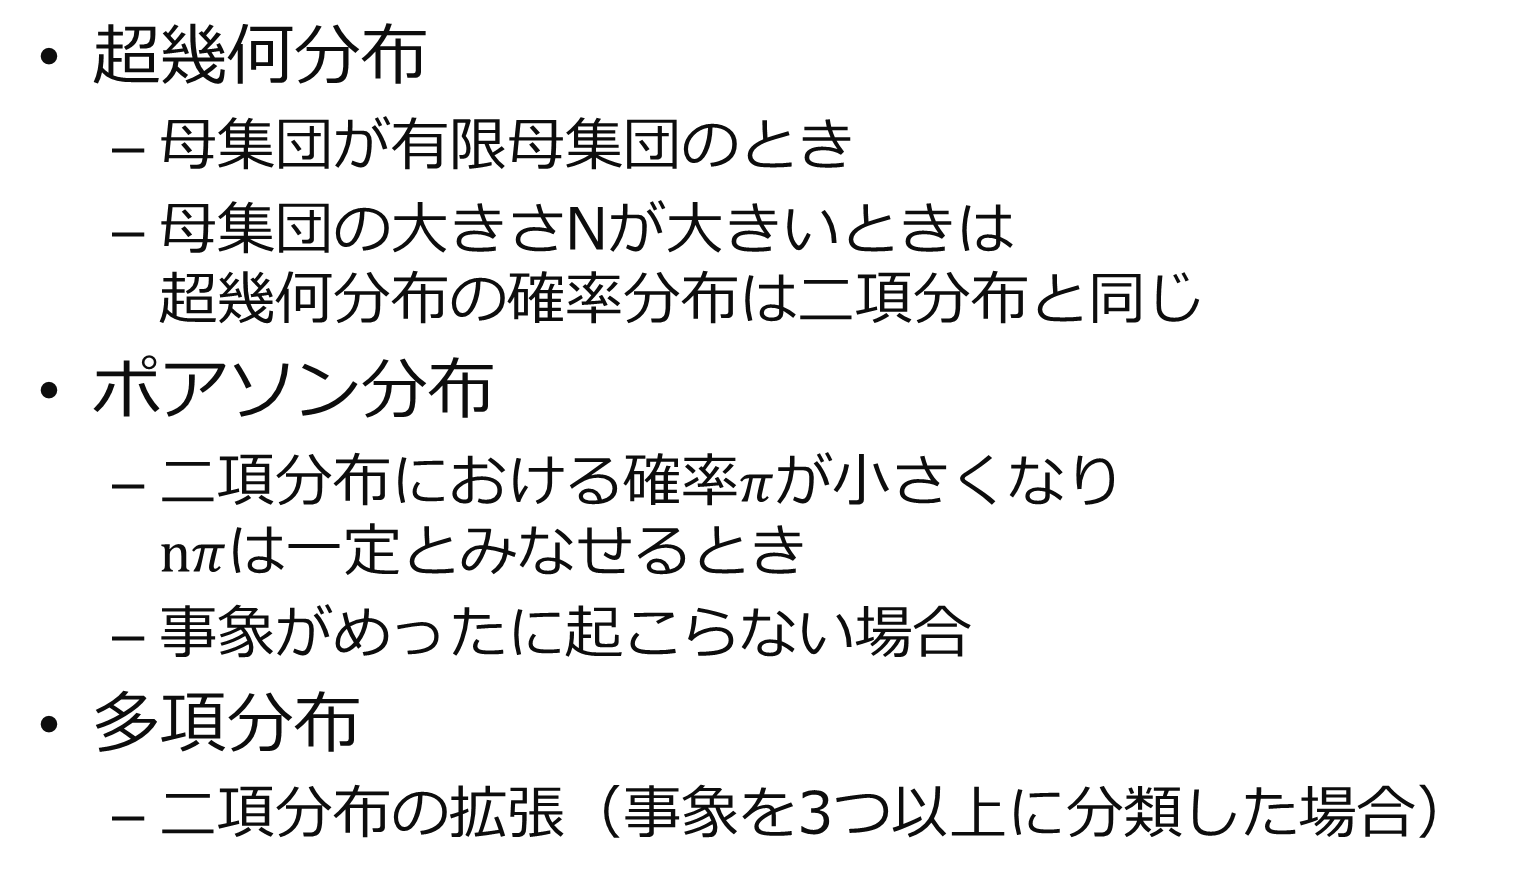 • 超幾何分布
– 母集団が有限母集団のとき
– 母集団の大きさNが大きいときは
超幾何分布の確率分布は二項分布と同じ
• ポアソン分布
– 二項分布における確率πが小さくなり
nπは一定とみなせるとき
– 事象がめったに起こらない場合
• 多項分布
– 二項分布の拡張（事象を3つ以上に分類した場合）